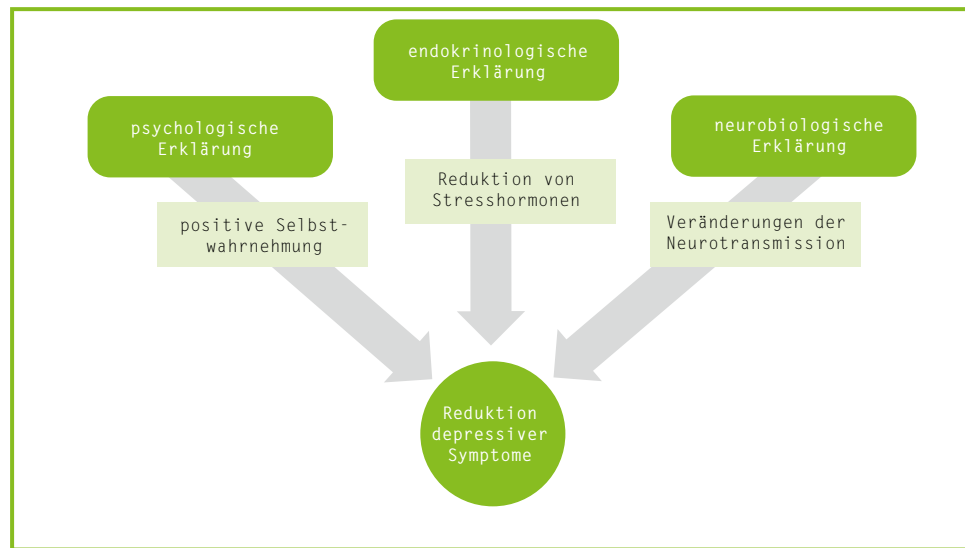 endokrinologische
Erklärung
psychologische
Erklärung
neurobiologische
Erklärung
Reduktion von
Stresshormonen
positive Selbst-
wahrnehmung
Veränderungen der
Neurotransmission
Reduktion
depressiver
Symptome